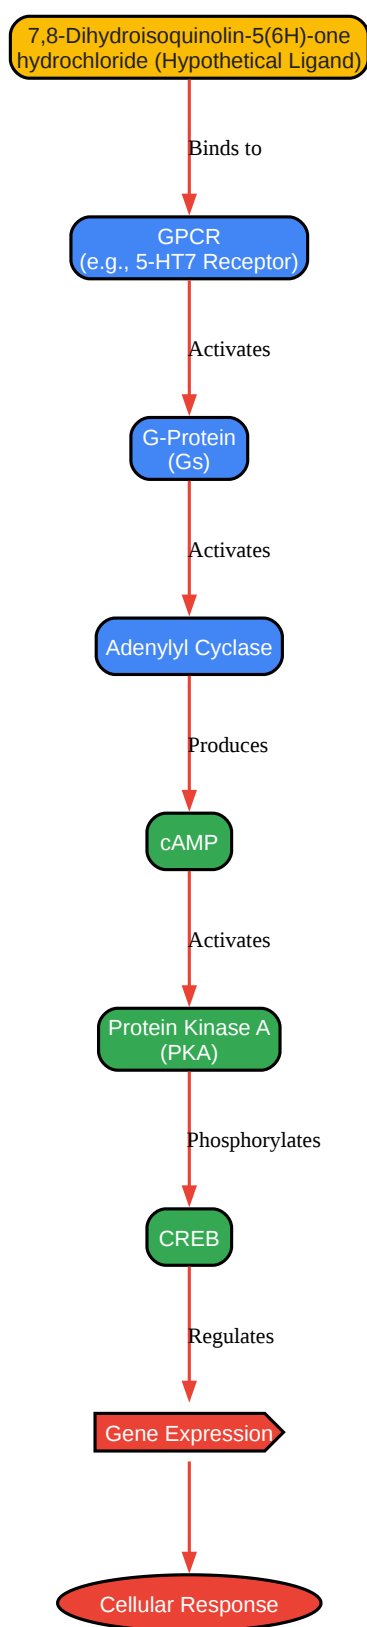 7,8-Dihydroisoquinolin-5(6H)-one
hydrochloride (Hypothetical Ligand)
Binds to
GPCR
(e.g., 5-HT7 Receptor)
Activates
G-Protein
(Gs)
Activates
Adenylyl Cyclase
Produces
cAMP
Activates
Protein Kinase A
(PKA)
Phosphorylates
CREB
Regulates
Gene Expression
Cellular Response